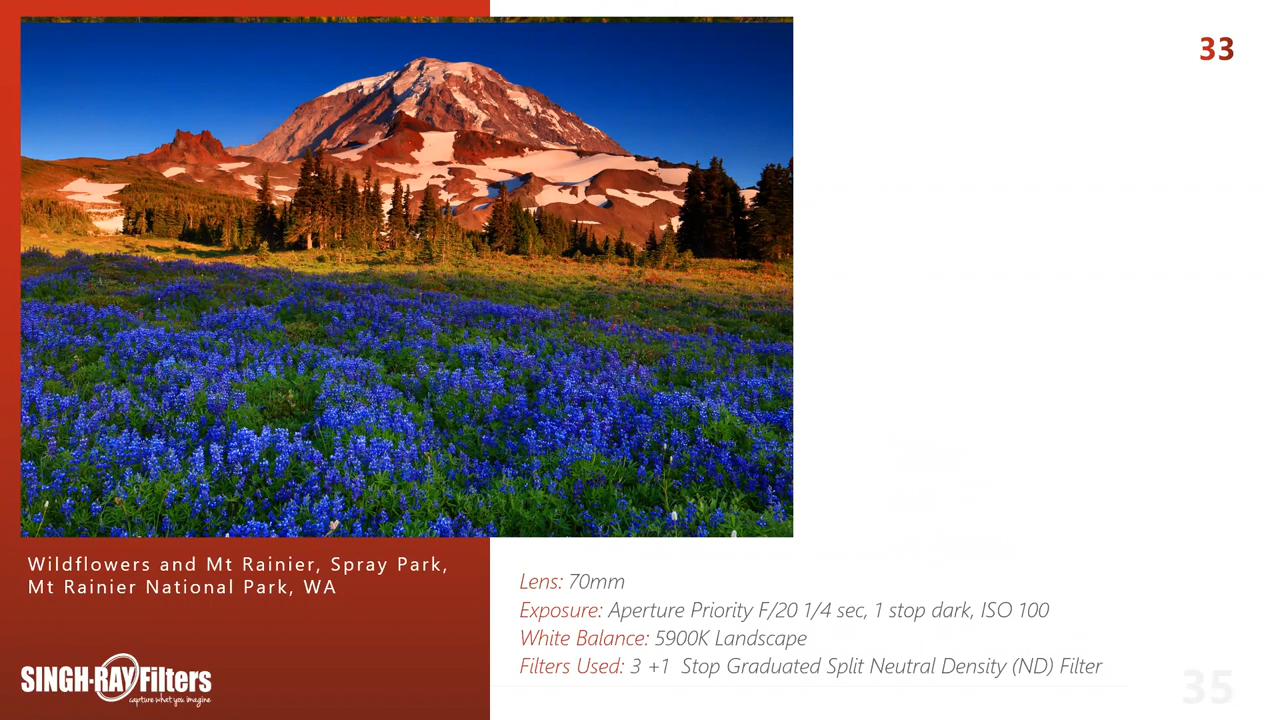 33
Wildflowers and Mt Rainier, Spray Park,
Mt Rainier National Park, WA
Lens: 70mm
Exposure: Aperture Priority F/20 1/4 sec, 1 stop dark, ISO 100
White Balance: 5900K Landscape
Filters Used: 3 +1 Stop Graduated Split Neutral Density (ND) Filter
SINGH-RAY Filters
capture what you imagine
35